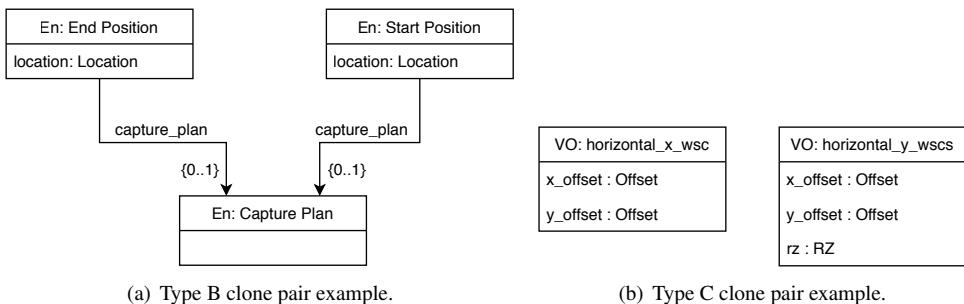 En: End Position
location: Location
En: Start Position
location: Location
capture_plan
capture_plan
{0..1}
{0..1}
En: Capture Plan
VO: horizontal_x_wsc
x_offset : Offset
y_offset : Offset
VO: horizontal_y_wscs
x_offset : Offset
y_offset : Offset
rz : RZ
(a) Type B clone pair example.
(b) Type C clone pair example.